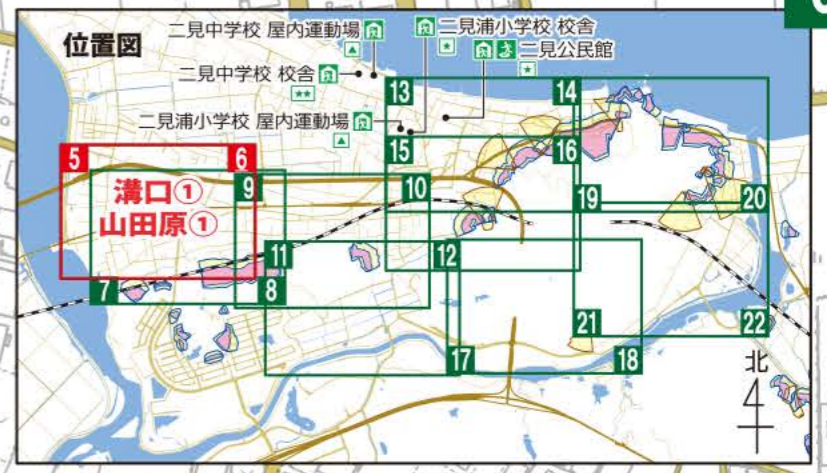 位置図
二見中学校 屋内運動場
▲
二見浦小学校 校舎
★
二見公民館
★
二見中学校 校舎
★★
二見浦小学校 屋内運動場
▲
13
14
15
16
5
6
溝口①
山田原①
9
10
19
20
11
12
7
8
21
22
17
18
北